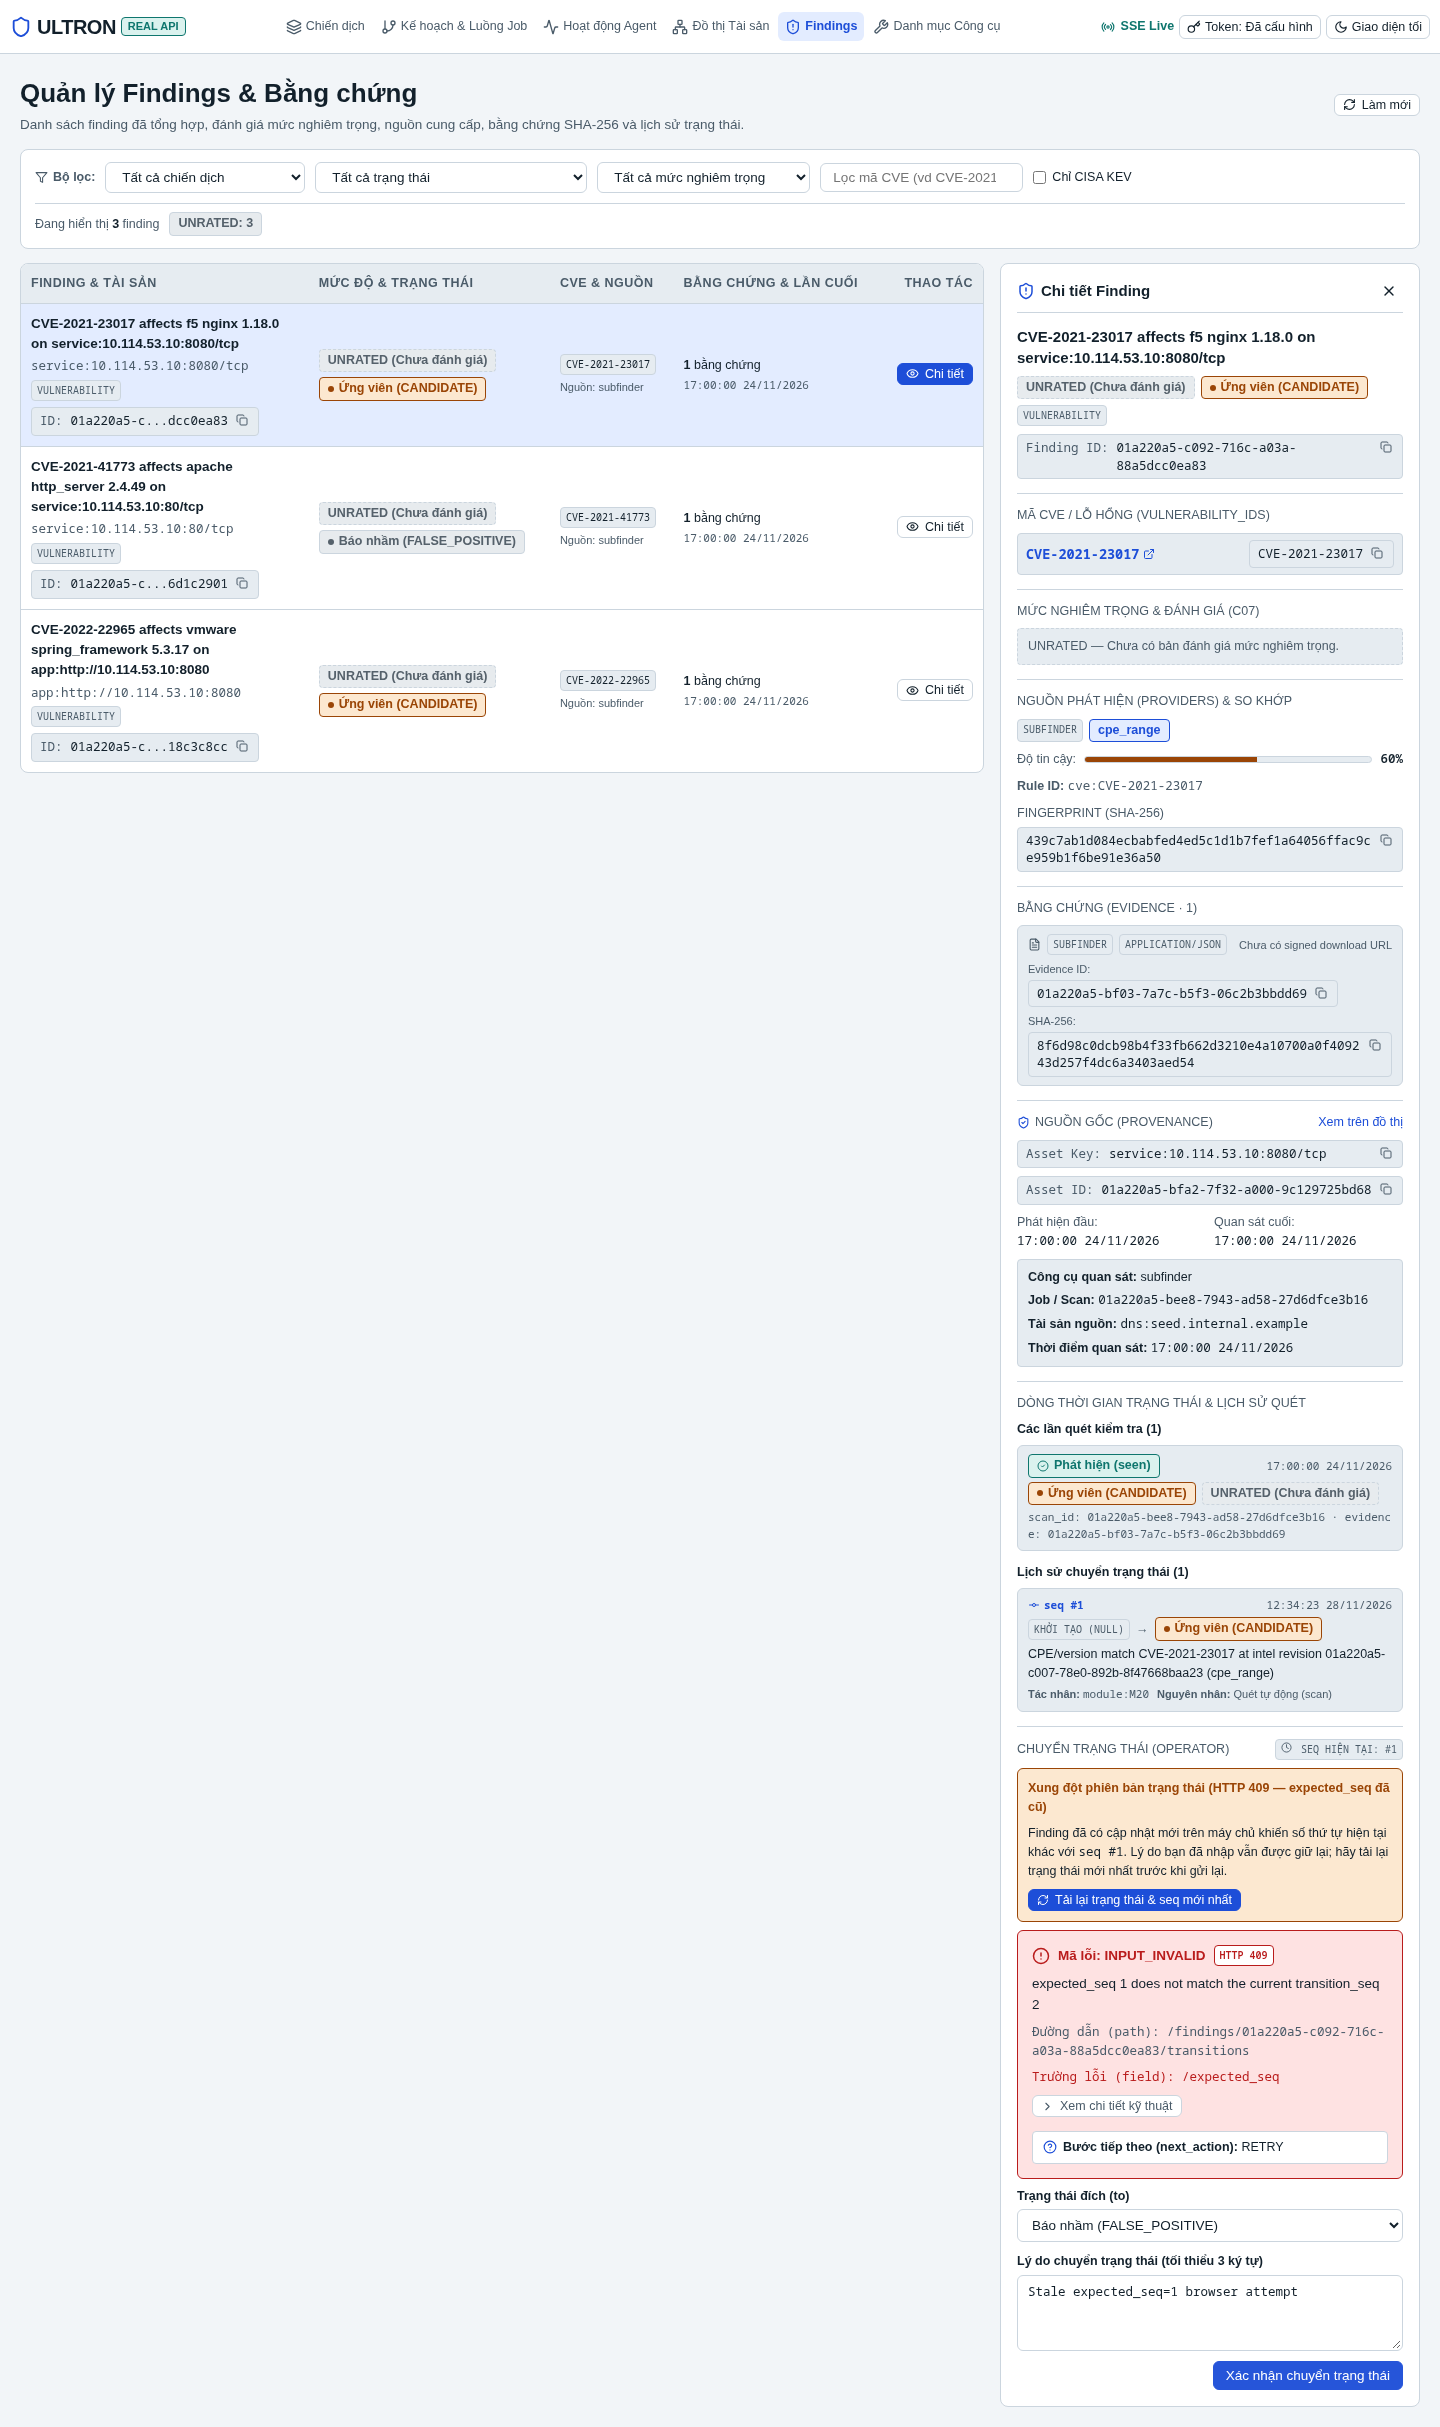 ULTRON REAL API Chiến dịch Kế hoạch & Luồng Job Hoạt động Agent Đồ thị Tài sản Findings Danh mục Công cụ SSE Live Token: Đã cấu hình Giao diện tối
Quản lý Findings & Bằng chứng
Làm mới
Danh sách finding đã tổng hợp, đánh giá mức nghiêm trọng, nguồn cung cấp, bằng chứng SHA-256 và lịch sử trạng thái.
Bộ lọc: Tất cả chiến dịch Tất cả trạng thái Tất cả mức nghiêm trọng Lọc mã CVE (vd CVE-2021 Chỉ CISA KEV
Đang hiển thị 3 finding UNRATED: 3
FINDING & TÀI SẢN MỨC ĐỘ & TRẠNG THÁI CVE & NGUỒN BẰNG CHỨNG & LẦN CUỐI THAO TÁC
CVE-2021-23017 affects f5 nginx 1.18.0
on service:10.114.53.10:8080/tcp
service:10.114.53.10:8080/tcp
VULNERABILITY
ID: 01a220a5-c...dcc0ea83
UNRATED (Chưa đánh giá)
Ứng viên (CANDIDATE)
CVE-2021-23017
Nguồn: subfinder
1 bằng chứng
17:00:00 24/11/2026
Chi tiết
CVE-2021-41773 affects apache
http_server 2.4.49 on
service:10.114.53.10:80/tcp
service:10.114.53.10:80/tcp
VULNERABILITY
ID: 01a220a5-c...6d1c2901
UNRATED (Chưa đánh giá)
Báo nhầm (FALSE_POSITIVE)
CVE-2021-41773
Nguồn: subfinder
1 bằng chứng
17:00:00 24/11/2026
Chi tiết
CVE-2022-22965 affects vmware
spring_framework 5.3.17 on
app:http://10.114.53.10:8080
app:http://10.114.53.10:8080
VULNERABILITY
ID: 01a220a5-c...18c3c8cc
UNRATED (Chưa đánh giá)
Ứng viên (CANDIDATE)
CVE-2022-22965
Nguồn: subfinder
1 bằng chứng
17:00:00 24/11/2026
Chi tiết
Chi tiết Finding
CVE-2021-23017 affects f5 nginx 1.18.0 on
service:10.114.53.10:8080/tcp
UNRATED (Chưa đánh giá) Ứng viên (CANDIDATE)
VULNERABILITY
Finding ID: 01a220a5-c092-716c-a03a-
88a5dcc0ea83
MÃ CVE / LỖ HỔNG (VULNERABILITY_IDS)
CVE-2021-23017 CVE-2021-23017
MỨC NGHIÊM TRỌNG & ĐÁNH GIÁ (C07)
UNRATED — Chưa có bản đánh giá mức nghiêm trọng.
NGUỒN PHÁT HIỆN (PROVIDERS) & SO KHỚP
SUBFINDER cpe_range
Độ tin cậy: 60%
Rule ID: cve:CVE-2021-23017
FINGERPRINT (SHA-256)
439c7ab1d084ecbabfed4ed5c1d1b7fef1a64056ffac9c
e959b1f6be91e36a50
BẰNG CHỨNG (EVIDENCE · 1)
SUBFINDER APPLICATION/JSON Chưa có signed download URL
Evidence ID:
01a220a5-bf03-7a7c-b5f3-06c2b3bbdd69
SHA-256:
8f6d98c0dcb98b4f33fb662d3210e4a10700a0f4092
43d257f4dc6a3403aed54
NGUỒN GỐC (PROVENANCE) Xem trên đồ thị
Asset Key: service:10.114.53.10:8080/tcp
Asset ID: 01a220a5-bfa2-7f32-a000-9c129725bd68
Phát hiện đầu: Quan sát cuối:
17:00:00 24/11/2026 17:00:00 24/11/2026
Công cụ quan sát: subfinder
Job / Scan: 01a220a5-bee8-7943-ad58-27d6dfce3b16
Tài sản nguồn: dns:seed.internal.example
Thời điểm quan sát: 17:00:00 24/11/2026
DÒNG THỜI GIAN TRẠNG THÁI & LỊCH SỬ QUÉT
Các lần quét kiểm tra (1)
Phát hiện (seen) 17:00:00 24/11/2026
Ứng viên (CANDIDATE) UNRATED (Chưa đánh giá)
scan_id: 01a220a5-bee8-7943-ad58-27d6dfce3b16 · evidenc
e: 01a220a5-bf03-7a7c-b5f3-06c2b3bbdd69
Lịch sử chuyển trạng thái (1)
seq #1 12:34:23 28/11/2026
KHỞI TẠO (NULL) → Ứng viên (CANDIDATE)
CPE/version match CVE-2021-23017 at intel revision 01a220a5-
c007-78e0-892b-8f47668baa23 (cpe_range)
Tác nhân: module:M20 Nguyên nhân: Quét tự động (scan)
CHUYỂN TRẠNG THÁI (OPERATOR) SEQ HIỆN TẠI: #1
Xung đột phiên bản trạng thái (HTTP 409 — expected_seq đã
cũ)
Finding đã có cập nhật mới trên máy chủ khiến số thứ tự hiện tại
khác với seq #1. Lý do bạn đã nhập vẫn được giữ lại; hãy tải lại
trạng thái mới nhất trước khi gửi lại.
Tải lại trạng thái & seq mới nhất
Mã lỗi: INPUT_INVALID HTTP 409
expected_seq 1 does not match the current transition_seq
2
Đường dẫn (path): /findings/01a220a5-c092-716c-
a03a-88a5dcc0ea83/transitions
Trường lỗi (field): /expected_seq
Xem chi tiết kỹ thuật
Bước tiếp theo (next_action): RETRY
Trạng thái đích (to)
Báo nhầm (FALSE_POSITIVE)
Lý do chuyển trạng thái (tối thiểu 3 ký tự)
Stale expected_seq=1 browser attempt
Xác nhận chuyển trạng thái